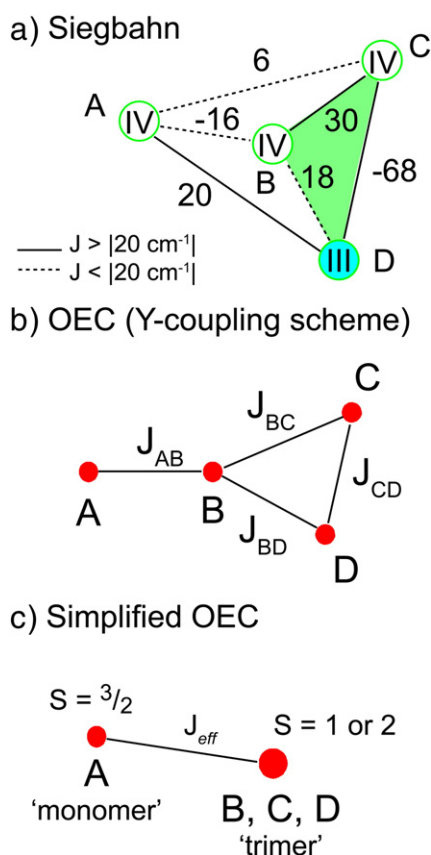 a) Siegbahn
C
6
IV
A
-16
IV
IV
30
B
18
-68
20
III
D
J > |20 cm⁻¹|
J < |20 cm⁻¹|
b) OEC (Y-coupling scheme)
C
J_BC
J_AB
J_CD
A
B
J_BD
D
c) Simplified OEC
S = 3/2
J_eff
S = 1 or 2
A
B, C, D
'monomer'
'trimer'